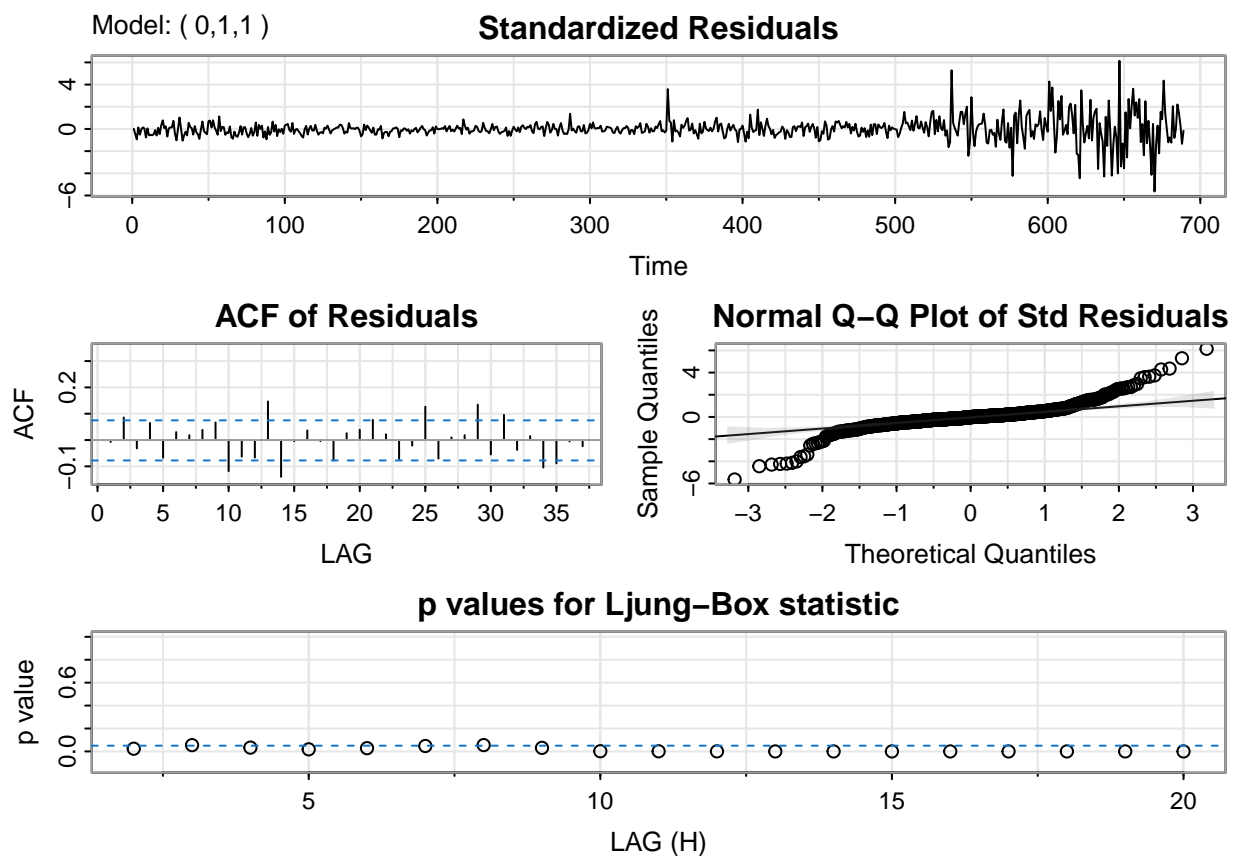 Model: ( 0,1,1 )
Standardized Residuals
4
0
−6
0 100 200 300 400 500 600 700
Time
ACF of Residuals
ACF
0.2
−0.1
0 5 10 15 20 25 30 35
LAG
Normal Q−Q Plot of Std Residuals
Sample Quantiles
4
0
−6
−3 −2 −1 0 1 2 3
Theoretical Quantiles
p values for Ljung−Box statistic
p value
0.6
0.0
5 10 15 20
LAG (H)